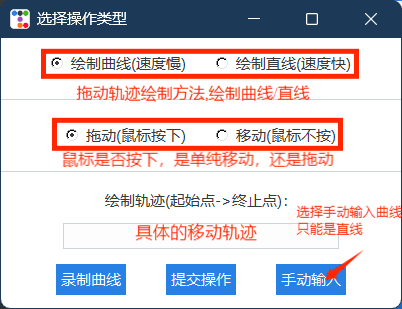 选择操作类型
绘制曲线(速度慢) 绘制直线(速度快)
拖动轨迹绘制方法,绘制曲线/直线
拖动(鼠标按下) 移动(鼠标不按)
鼠标是否按下，是单纯移动，还是拖动
绘制轨迹(起始点->终止点):
选择手动输入曲线
只能是直线
具体的移动轨迹
录制曲线 提交操作 手动输入